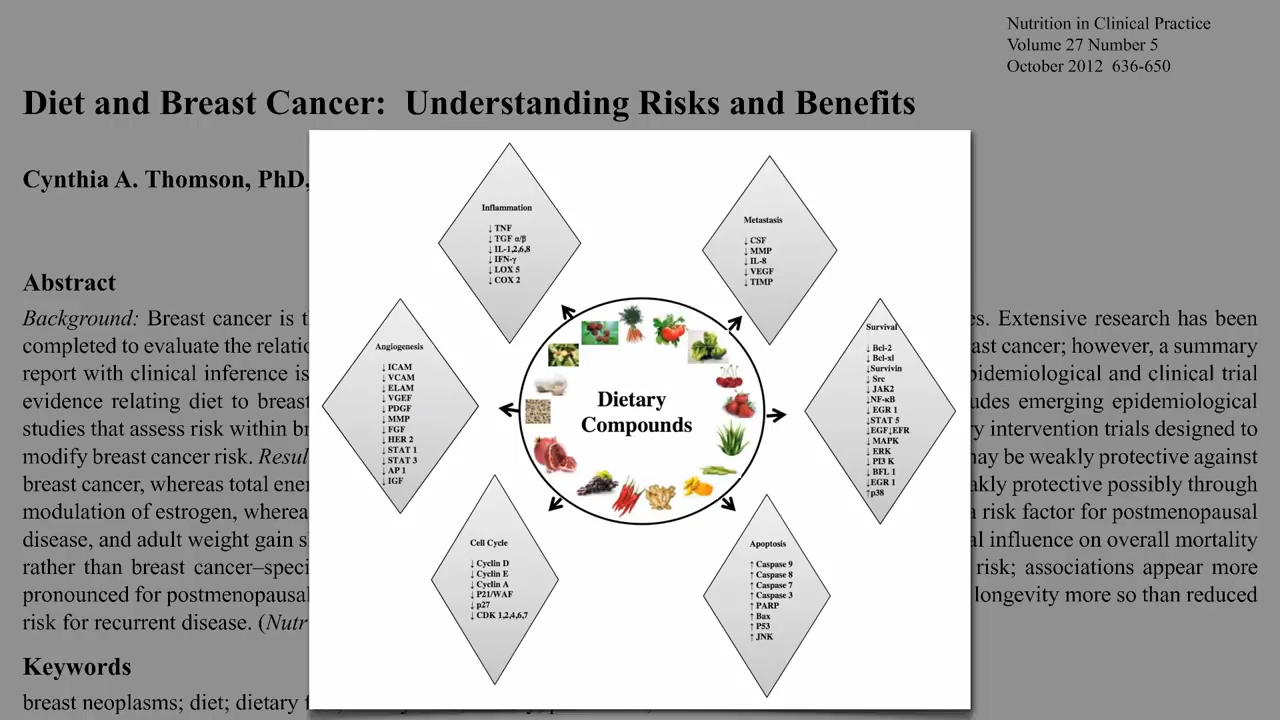 Nutrition in Clinical Practice
Volume 27 Number 5
October 2012 636-650
Diet and Breast Cancer: Understanding Risks and Benefits
Cynthia A. Thomson, PhD,
Abstract
Background: Breast cancer is t
es. Extensive research has been
completed to evaluate the relatio
ast cancer; however, a summary
report with clinical inference is
pidemiological and clinical trial
evidence relating diet to breast
udes emerging epidemiological
studies that assess risk within br
ry intervention trials designed to
modify breast cancer risk. Resul
may be weakly protective against
breast cancer, whereas total ener
akly protective possibly through
modulation of estrogen, wherea
a risk factor for postmenopausal
disease, and adult weight gain s
al influence on overall mortality
rather than breast cancer–speci
risk; associations appear more
pronounced for postmenopausal
longevity more so than reduced
risk for recurrent disease. (Nutr
Keywords
breast neoplasms; diet; dietary
Inflammation
↓ TNF
↓ TGF α/β
↓ IL-1,2,6,8
↓ IFN-γ
↓ LOX 5
↓ COX 2
Metastasis
↓ CSF
↓ MMP
↓ IL-8
↓ VEGF
↓ TIMP
Angiogenesis
↓ ICAM
↓ VCAM
↓ ELAM
↓ VGEF
↓ PDGF
↓ MMP
↓ FGF
↓ HER 2
↓ STAT 1
↓ STAT 3
↓ AP 1
↓ IGF
Dietary
Compounds
Survival
↓ Bcl-2
↓ Bcl-xl
↓Survivin
↓ Src
↓ JAK2
↓NF-κB
↓ EGR 1
↓STAT 5
↓EGF↓EFR
↓ MAPK
↓ ERK
↓ PI3 K
↓ BFL 1
↓EGR 1
↑p38
Cell Cycle
↓ Cyclin D
↓ Cyclin E
↓ Cyclin A
↓ P21/WAF
↓ p27
↓ CDK 1,2,4,6,7
Apoptosis
↑ Caspase 9
↑ Caspase 8
↑ Caspase 7
↑ Caspase 3
↑ PARP
↑ Bax
↑ P53
↑ JNK